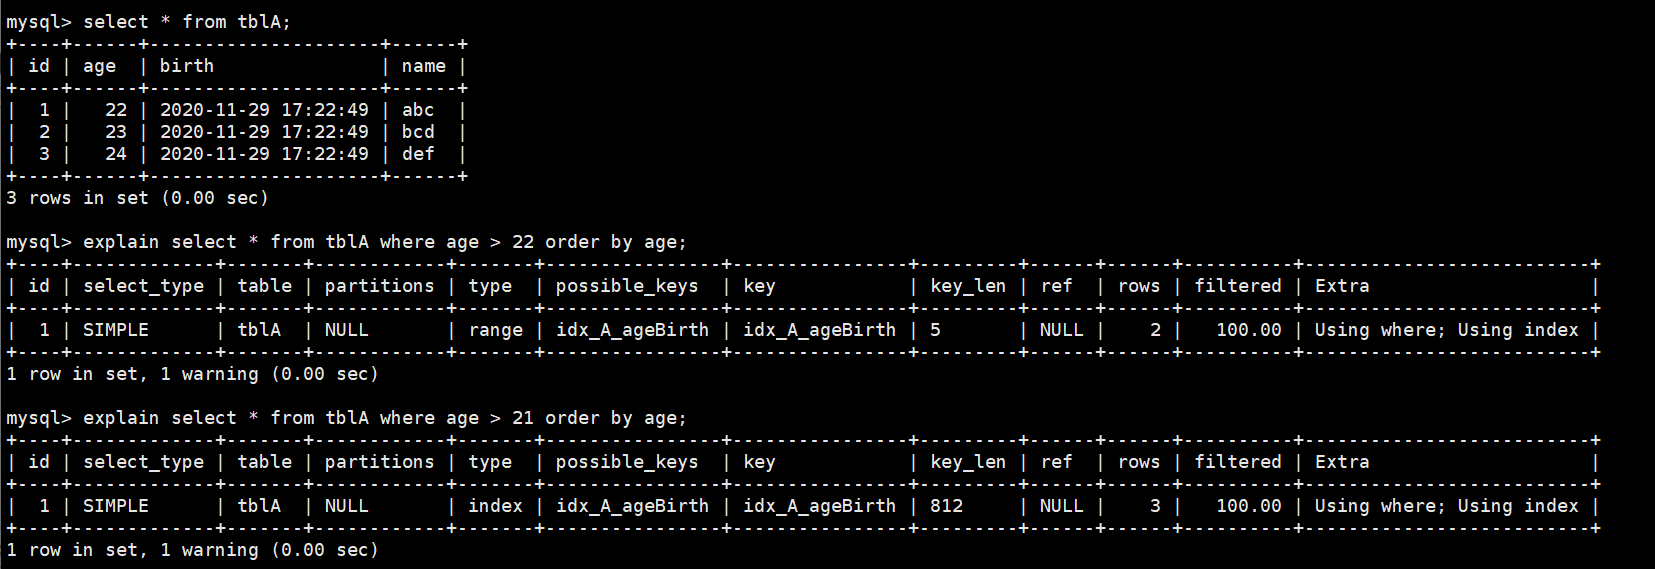 mysql> select * from tblA;
+----+------+---------------------+------+
| id | age  | birth               | name |
+----+------+---------------------+------+
|  1 |   22 | 2020-11-29 17:22:49 | abc  |
|  2 |   23 | 2020-11-29 17:22:49 | bcd  |
|  3 |   24 | 2020-11-29 17:22:49 | def  |
+----+------+---------------------+------+
3 rows in set (0.00 sec)

mysql> explain select * from tblA where age > 22 order by age;
+----+-------------+-------+------------+-------+----------------+----------------+---------+------+------+----------+--------------------------+
| id | select_type | table | partitions | type  | possible_keys  | key            | key_len | ref  | rows | filtered | Extra                    |
+----+-------------+-------+------------+-------+----------------+----------------+---------+------+------+----------+--------------------------+
|  1 | SIMPLE      | tblA  | NULL       | range | idx_A_ageBirth | idx_A_ageBirth | 5       | NULL |    2 |   100.00 | Using where; Using index |
+----+-------------+-------+------------+-------+----------------+----------------+---------+------+------+----------+--------------------------+
1 row in set, 1 warning (0.00 sec)

mysql> explain select * from tblA where age > 21 order by age;
+----+-------------+-------+------------+-------+----------------+----------------+---------+------+------+----------+--------------------------+
| id | select_type | table | partitions | type  | possible_keys  | key            | key_len | ref  | rows | filtered | Extra                    |
+----+-------------+-------+------------+-------+----------------+----------------+---------+------+------+----------+--------------------------+
|  1 | SIMPLE      | tblA  | NULL       | index | idx_A_ageBirth | idx_A_ageBirth | 812     | NULL |    3 |   100.00 | Using where; Using index |
+----+-------------+-------+------------+-------+----------------+----------------+---------+------+------+----------+--------------------------+
1 row in set, 1 warning (0.00 sec)